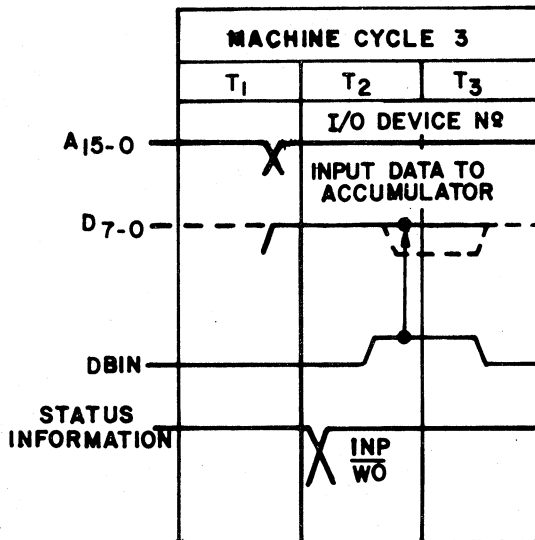 MACHINE CYCLE 3
T1 T2 T3
I/O DEVICE Nº
A15-0
INPUT DATA TO
ACCUMULATOR
D7-0
DBIN
STATUS
INFORMATION
INP
WO